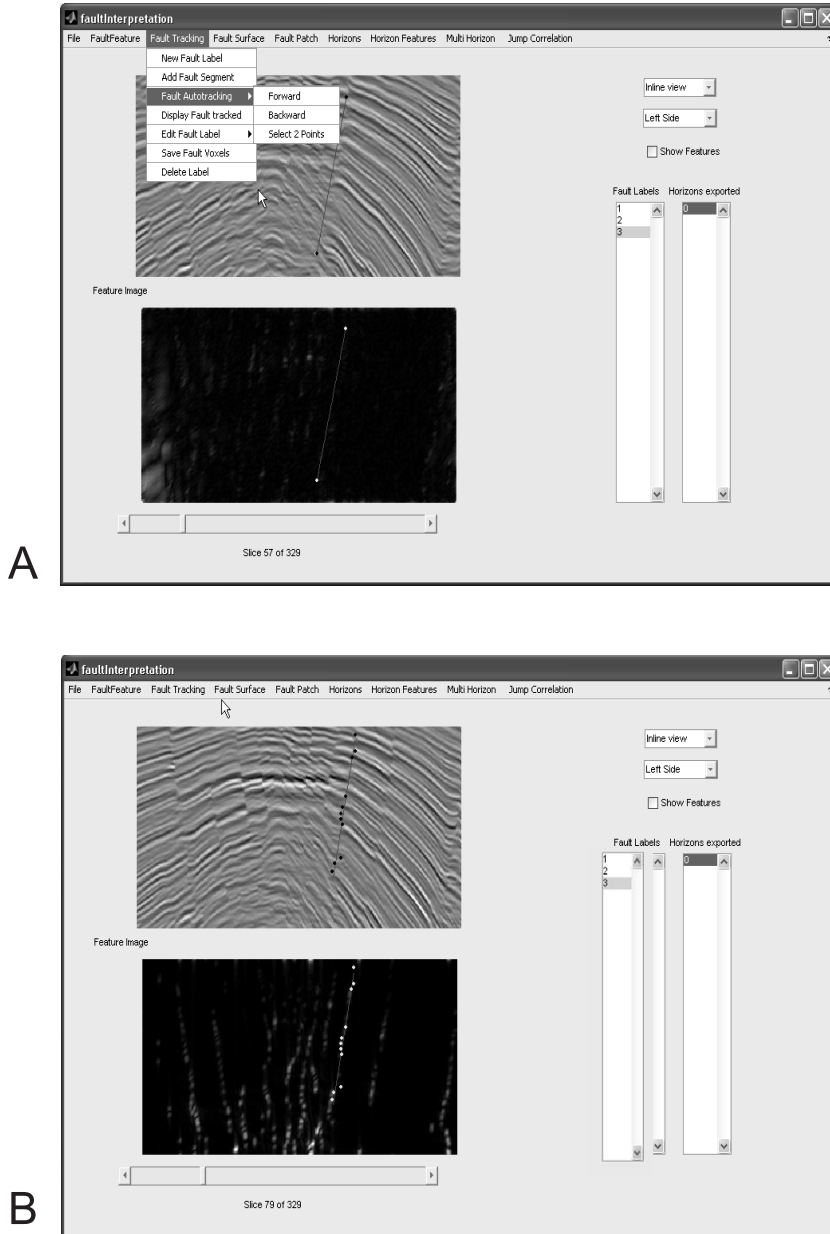 A
faultInterpretation
File FaultFeature Fault Tracking Fault Surface Fault Patch Horizons Horizon Features Multi Horizon Jump Correlation
New Fault Label
Add Fault Segment
Fault Autotracking
Forward
Display Fault tracked
Backward
Edit Fault Label
Select 2 Points
Save Fault Voxels
Delete Label
Inline view
Left Side
Show Features
Fault Labels Horizons exported
1
2
3
0
Feature Image
Slice 57 of 329
B
faultInterpretation
File FaultFeature Fault Tracking Fault Surface Fault Patch Horizons Horizon Features Multi Horizon Jump Correlation
Inline view
Left Side
Show Features
Fault Labels Horizons exported
1
2
3
0
Feature Image
Slice 79 of 329